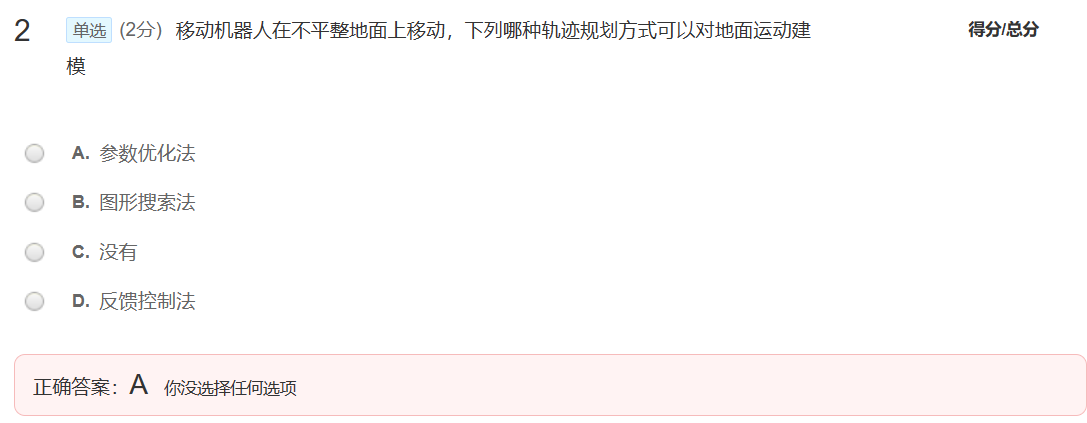 2 单选 (2分) 移动机器人在不平整地面上移动，下列哪种轨迹规划方式可以对地面运动建 得分/总分
模
A. 参数优化法
B. 图形搜索法
C. 没有
D. 反馈控制法
正确答案：A 你没选择任何选项